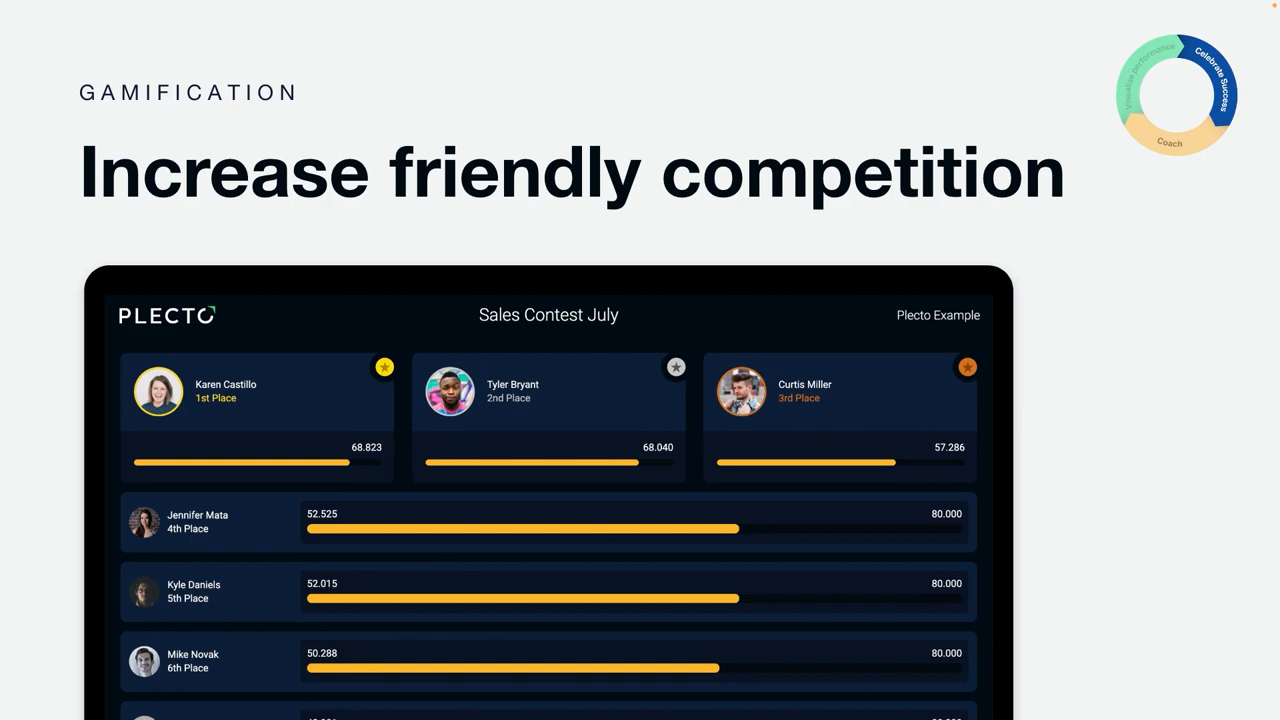 GAMIFICATION
Increase friendly competition
Visualize performance
Celebrate Success
Coach
PLECTO
Sales Contest July
Plecto Example
Karen Castillo
1st Place
68.823
Tyler Bryant
2nd Place
68.040
Curtis Miller
3rd Place
57.286
Jennifer Mata
4th Place
52.525
80.000
Kyle Daniels
5th Place
52.015
80.000
Mike Novak
6th Place
50.288
80.000